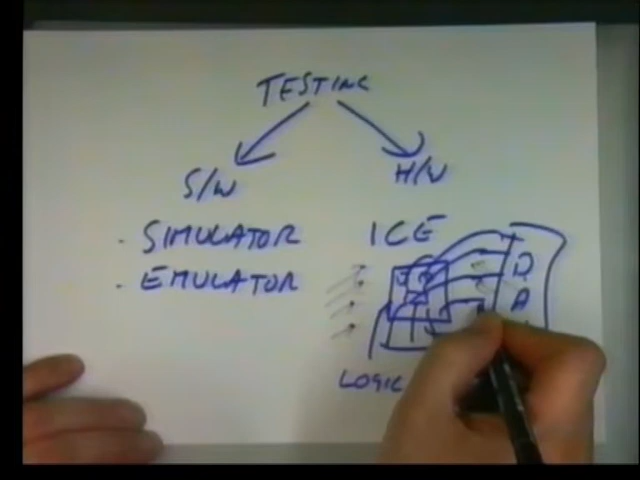 TESTING
S/W
H/W
. SIMULATOR
ICE
. EMULATOR
D
A
LOGIC